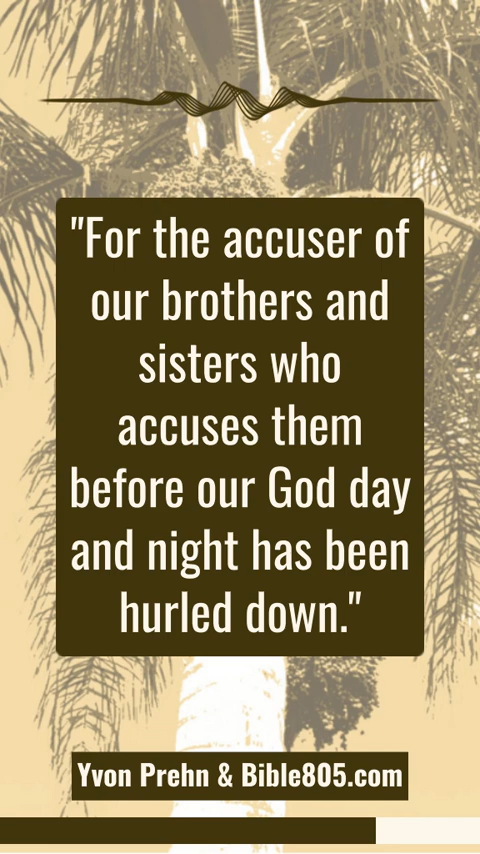 "For the accuser of
our brothers and
sisters who
accuses them
before our God day
and night has been
hurled down."
Yvon Prehn & Bible805.com